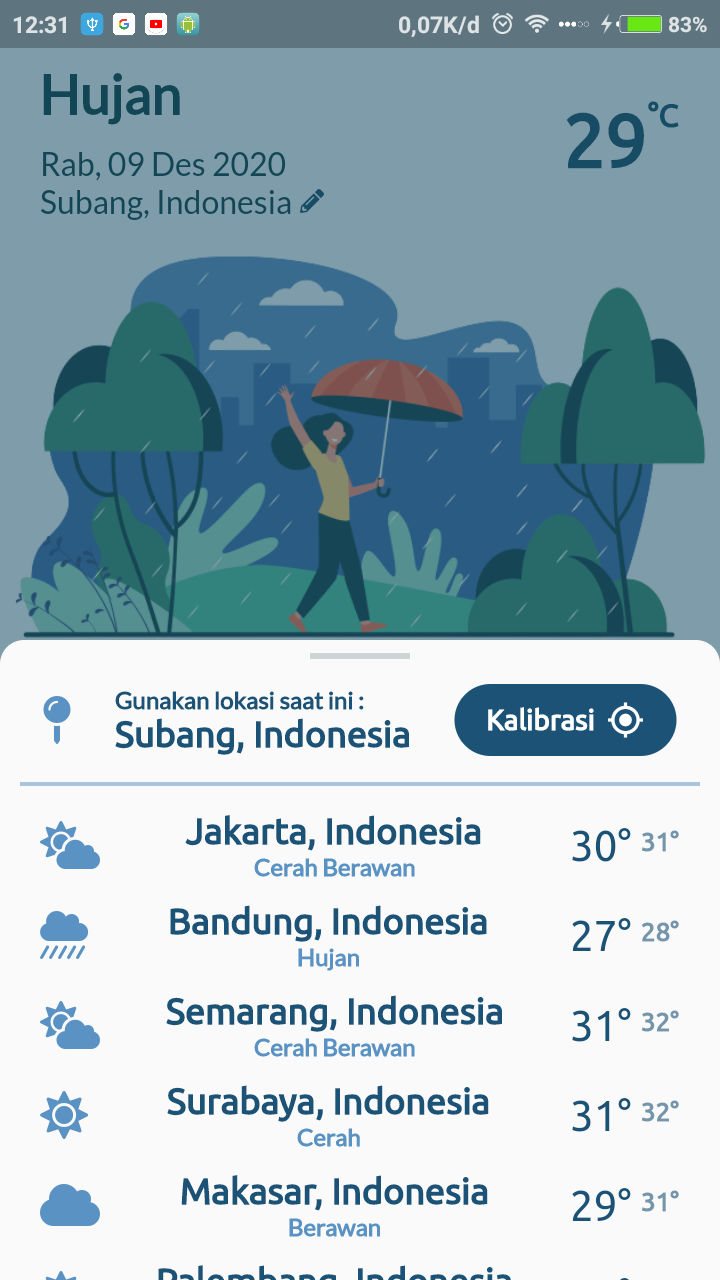 12:31 0,07K/d 83%
Hujan
29°C
Rab, 09 Des 2020
Subang, Indonesia
Gunakan lokasi saat ini :
Subang, Indonesia
Kalibrasi
Jakarta, Indonesia
Cerah Berawan
30° 31°
Bandung, Indonesia
Hujan
27° 28°
Semarang, Indonesia
Cerah Berawan
31° 32°
Surabaya, Indonesia
Cerah
31° 32°
Makasar, Indonesia
Berawan
29° 31°
Palembang, Indonesia